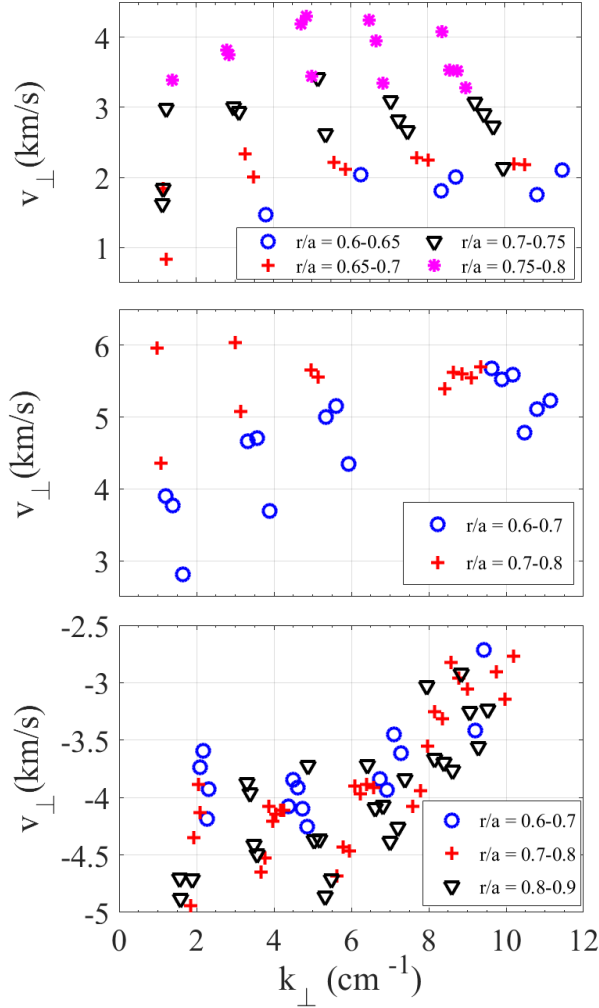 4
3
2
1
v⊥(km/s)
r/a = 0.6-0.65
r/a = 0.65-0.7
r/a = 0.7-0.75
r/a = 0.75-0.8
6
5
4
3
v⊥(km/s)
r/a = 0.6-0.7
r/a = 0.7-0.8
-2.5
-3
-3.5
-4
-4.5
-5
v⊥(km/s)
r/a = 0.6-0.7
r/a = 0.7-0.8
r/a = 0.8-0.9
0 2 4 6 8 10 12
k⊥ (cm⁻¹)